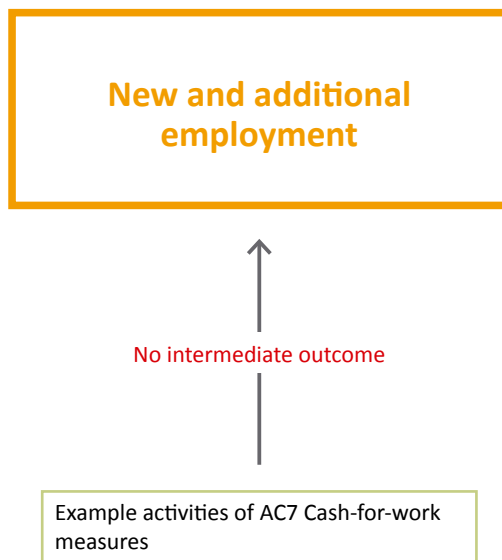 New and additional
employment
No intermediate outcome
Example activities of AC7 Cash-for-work
measures